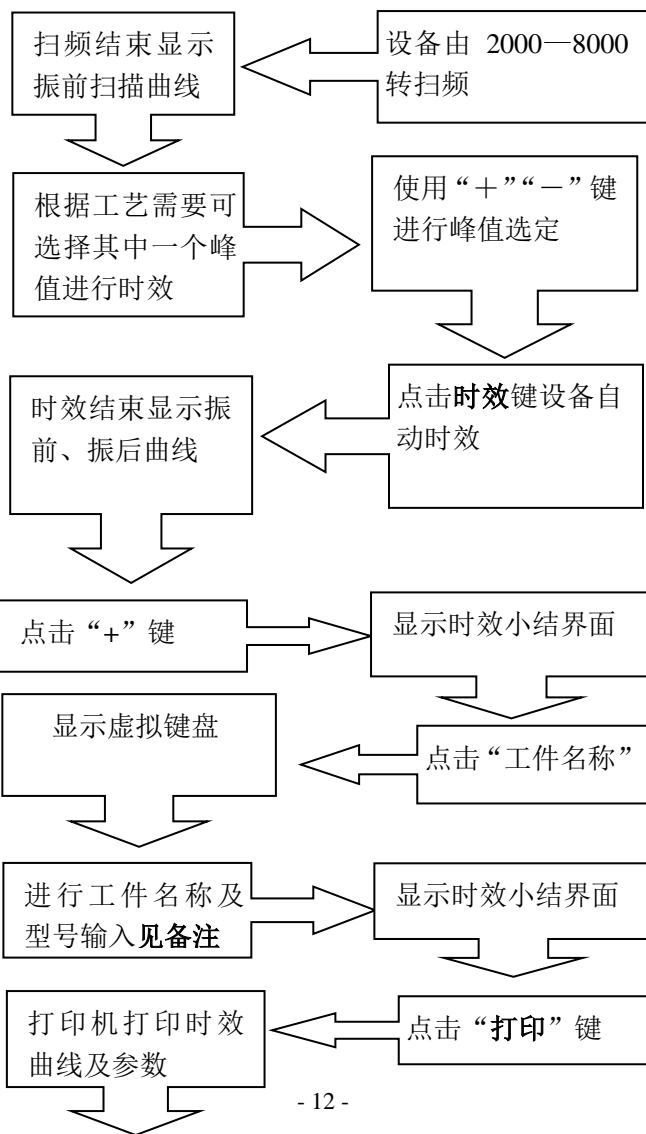 扫频结束显示
振前扫描曲线
设备由 2000—8000
转扫频
根据工艺需要可
选择其中一个峰
值进行时效
使用“＋”“－”键
进行峰值选定
时效结束显示振
前、振后曲线
点击时效键设备自
动时效
点击“+”键
显示时效小结界面
显示虚拟键盘
点击“工件名称”
进行工件名称及
型号输入见备注
显示时效小结界面
打印机打印时效
曲线及参数
点击“打印”键
- 12 -